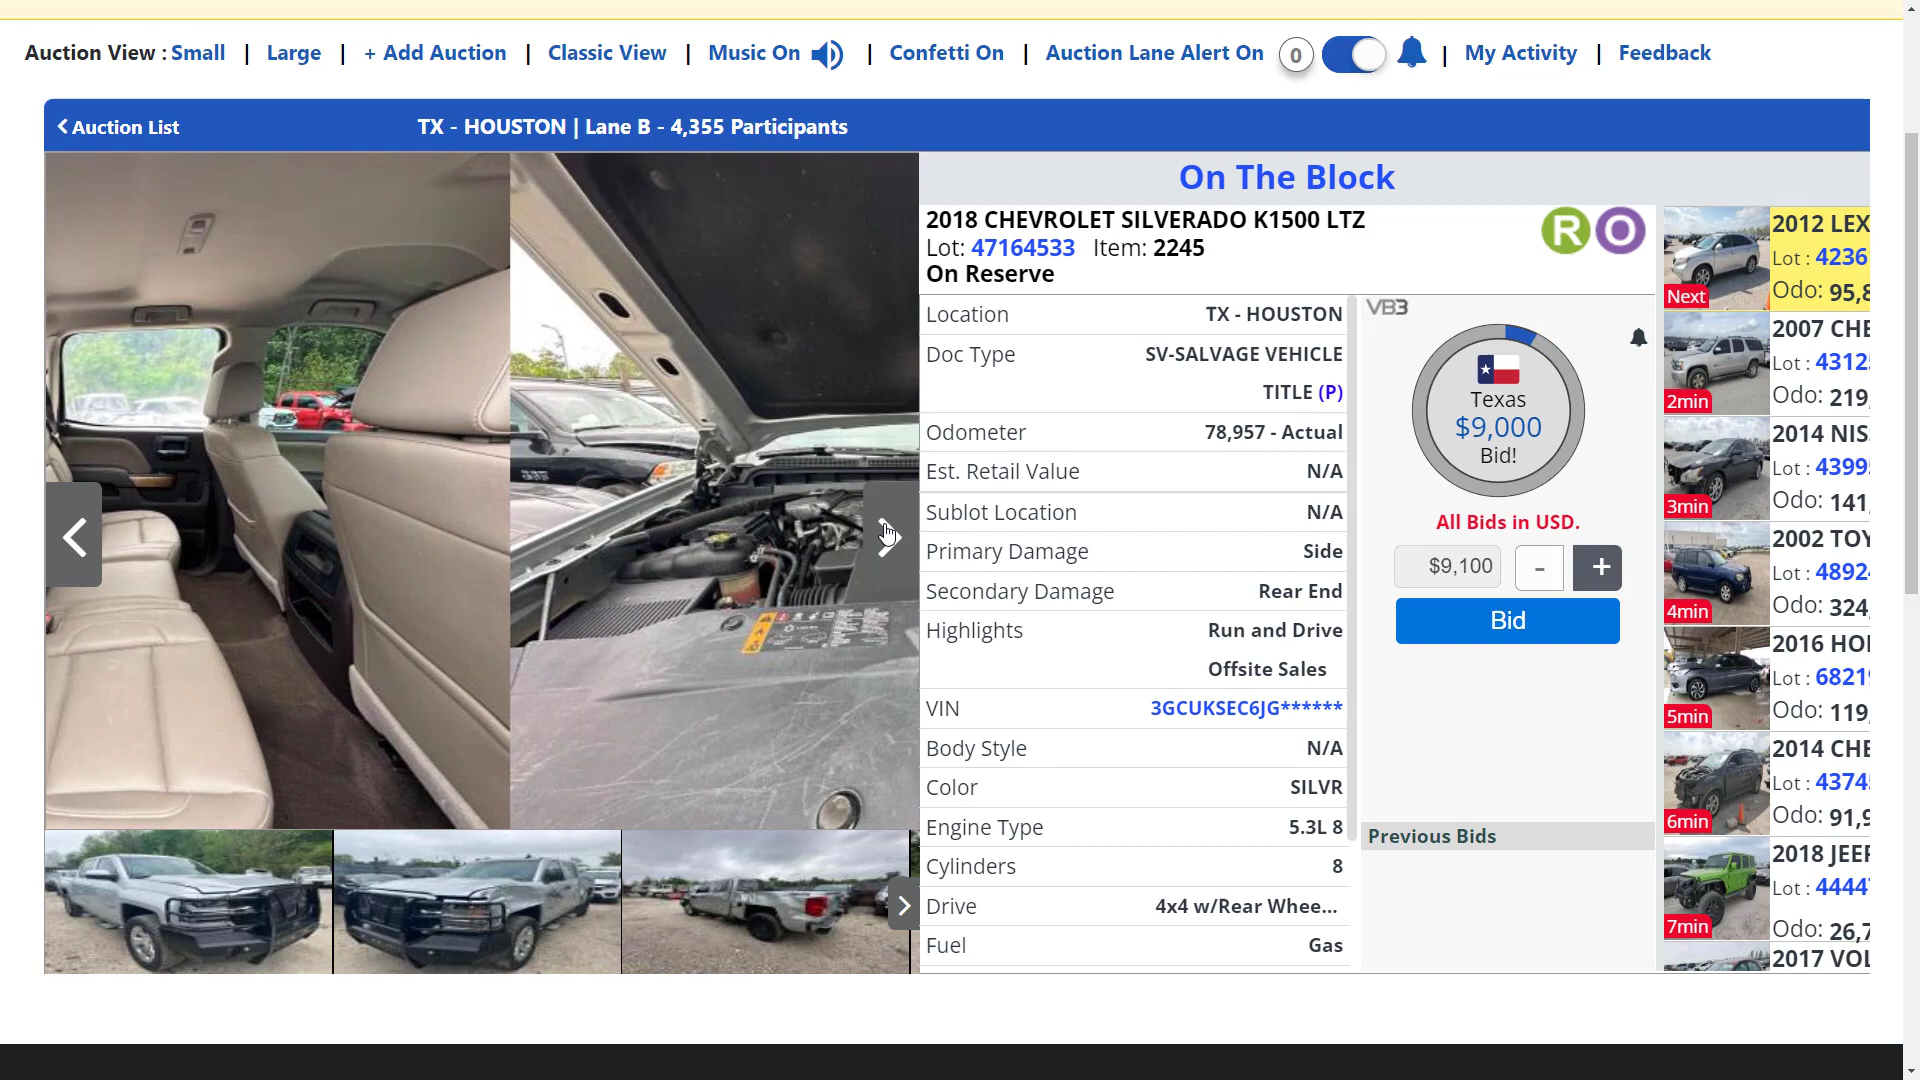 Auction View : Small | Large | + Add Auction | Classic View | Music On | Confetti On | Auction Lane Alert On 0 | My Activity | Feedback
Auction List
TX - HOUSTON | Lane B - 4,355 Participants
On The Block
2018 CHEVROLET SILVERADO K1500 LTZ
Lot: 47164533 Item: 2245
On Reserve
R O
Location TX - HOUSTON
Doc Type SV-SALVAGE VEHICLE
TITLE (P)
Odometer 78,957 - Actual
Est. Retail Value N/A
Sublot Location N/A
Primary Damage Side
Secondary Damage Rear End
Highlights Run and Drive
Offsite Sales
VIN 3GCUKSEC6JG******
Body Style N/A
Color SILVR
Engine Type 5.3L 8
Cylinders 8
Drive 4x4 w/Rear Whee...
Fuel Gas
VB3
Texas
$9,000
Bid!
All Bids in USD.
$9,100 - +
Bid
Previous Bids
2012 LEX
Lot : 4236
Odo: 95,8
Next
2007 CHE
Lot : 4312
Odo: 219,
2min
2014 NIS
Lot : 4399
Odo: 141,
3min
2002 TOY
Lot : 4892
Odo: 324,
4min
2016 HO
Lot : 6821
Odo: 119,
5min
2014 CHE
Lot : 4374
Odo: 91,9
6min
2018 JEEP
Lot : 4444
Odo: 26,7
7min
2017 VOL